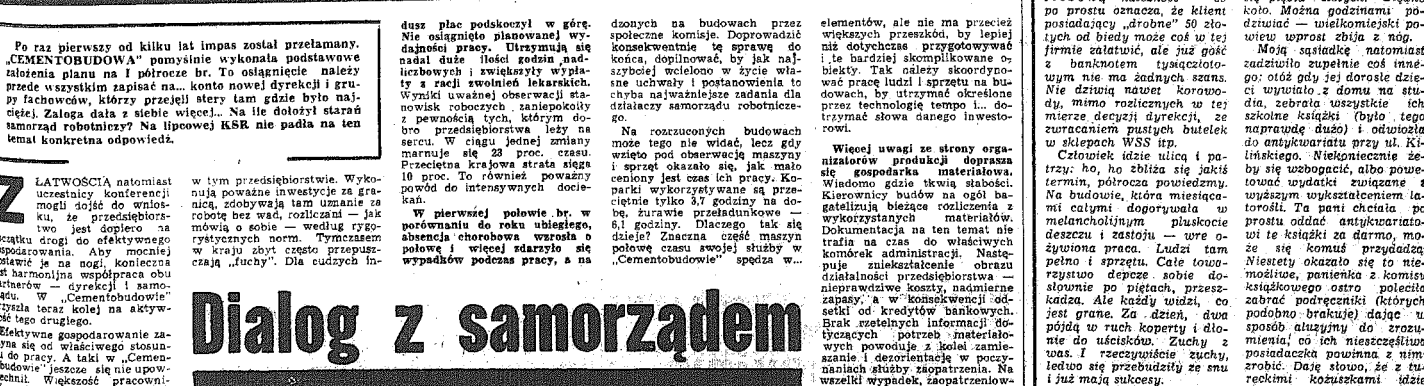 Po raz pierwszy od kilku lat impas został przełamany.
„CEMENTOBUDOWA” pomyślnie wykonała podstawowe
założenia planu na I półrocze br. To osiągnięcie należy
przede wszystkim zapisać na... konto nowej dyrekcji i gru-
py fachowców, którzy przejęli stery tam gdzie było naj-
ciężej. Załoga dała z siebie więcej... Na ile dołożył starań
samorząd robotniczy? Na lipcowej KSR nie padła na ten
temat konkretna odpowiedź.
Z ŁATWOŚCIĄ natomiast
uczestnicy konferencji
mogli dojść do wnios-
ku, że przedsiębiors-
two jest dopiero na
czątku drogi do efektywnego
spodarowania. Aby mocniej
stawić je na nogi, konieczna
st harmonijna współpraca obu
rtnerów — dyrekcji i samo-
ądu. W „Cementobudowie”
rzyszła teraz kolej na aktyw-
ść tego drugiego.
Efektywne gospodarowanie za-
yna się od właściwego stosun-
u do pracy. A taki w „Cemen-
budowie” jeszcze się nie upow-
echnił. Większość pracowni-
w tym przedsiębiorstwie. Wyko-
nują poważne inwestycje za gra-
nicą, zdobywają tam uznanie za
robotę bez wad, rozliczani — jak
mówią o sobie — według rygo-
rystycznych norm. Tymczasem
w kraju zbyt często przepusz-
czają „fuchy”. Dla cudzych in-
dusz płac podskoczył w górę.
Nie osiągnięto planowanej wy-
dajności pracy. Utrzymują się
nadal duże ilości godzin nad-
liczbowych i zwiększyły wypła-
ty z racji zwolnień lekarskich.
Wyniki uważnej obserwacji sta-
nowisk roboczych zaniepokoiły
z pewnością tych, którym do-
bro przedsiębiorstwa leży na
sercu. W ciągu jednej zmiany
marnuje się 23 proc. czasu.
Przeciętna krajowa strata sięga
10 proc. To również poważny
powód do intensywnych docie-
kań.
W pierwszej połowie br. w
porównaniu do roku ubiegłego,
absencja chorobowa wzrosła o
połowę i więcej zdarzyło się
wypadków podczas pracy, a na
dzonych na budowach przez
społeczne komisje. Doprowadzić
konsekwentnie tę sprawę do
końca, dopilnować, by jak naj-
szybciej wcielono w życie wła-
sne uchwały i postanowienia to
chyba najważniejsze zadania dla
działaczy samorządu robotnicze-
go.
Na rozrzuconych budowach
może tego nie widać, lecz gdy
wzięto pod obserwację maszyny
i sprzęt okazało się, jak mało
ceniony jest czas ich pracy. Ko-
parki wykorzystywane są prze-
ciętnie tylko 3,7 godziny na do-
bę, żurawie przeładunkowe —
6,1 godziny. Dlaczego tak się
dzieje? Znaczna część maszyn
połowę czasu swojej służby w
„Cementobudowie” spędza w...
elementów, ale nie ma przecież
większych przeszkód, by lepiej
niż dotychczas przygotowywać
i te bardziej skomplikowane o-
biekty. Tak należy skoordyno-
wać pracę ludzi i sprzętu na bu-
dowach, by utrzymać określone
przez technologię tempo i... do-
trzymać słowa danego inwesto-
rowi.
Więcej uwagi ze strony orga-
nizatorów produkcji doprasza
się gospodarka materiałowa.
Wiadomo gdzie tkwią słabości.
Kierownicy budów na ogół ba-
gatelizują bieżące rozliczenia z
wykorzystanych materiałów.
Dokumentacja na ten temat nie
trafia na czas do właściwych
komórek administracji. Nastę-
puje zniekształcenie obrazu
działalności przedsiębiorstwa —
nieprawdziwe koszty, nadmierne
zapasy, a w konsekwencji od-
setki od kredytów bankowych.
Brak rzetelnych informacji do-
tyczących potrzeb materiało-
wych powoduje z kolei zamie-
szanie i dezorientację w poczy-
naniach służby zaopatrzenia. Na
wszelki wypadek, zaopatrzeniow-
Dialog z samorządem
po prostu oznacza, że klient
posiadający „drobne” 50 zło-
tych od biedy może coś w tej
firmie załatwić, ale już gość
z banknotem tysiączłoto-
wym nie ma żadnych szans.
Nie dziwią nawet korowo-
dy, mimo rozlicznych w tej
mierze decyzji dyrekcji, ze
zwracaniem pustych butelek
w sklepach WSS itp.
Człowiek idzie ulicą i pa-
trzy: ho, ho zbliża się jakiś
termin, półrocza powiedzmy.
Na budowie, która miesiąca-
mi całymi dogorywała w
melancholijnym pluskocie
deszczu i zastoju — wre o-
żywiona praca. Ludzi tam
pełno i sprzętu. Całe towa-
rzystwo depcze sobie do-
słownie po piętach, przesz-
kadza. Ale każdy widzi, co
jest grane. Za dzień, dwa
pójdą w ruch koperty i dło-
nie do uścisków. Zuchy z
was. I rzeczywiście zuchy,
ledwo się przebudziły ze snu
i już mają sukcesy.
koło. Można godzinami po-
dziwiać — wielkomiejski po-
wiew wprost zbija z nóg.
Moją sąsiadkę natomiast
zadziwiło zupełnie coś inne-
go: otóż gdy jej dorosłe dzie-
ci wywiało z domu na stu-
dia, zebrała wszystkie ich
szkolne książki (było tego
naprawdę dużo) i odwiozła
do antykwariatu przy ul. Ki-
lińskiego. Niekoniecznie że-
by się wzbogacić, albo powe-
tować wydatki związane z
wyższym wykształceniem la-
torośli. Ta pani chciała po
prostu oddać antykwariato-
wi te książki za darmo, mo-
że się komuś przydadzą
Niestety okazało się to nie-
możliwe, panienka z komisu
książkowego ostro poleciła
zabrać podręczniki (których
podobno brakuje) dając w
sposób aluzyjny do zrozu-
mienia, co ich nieszczęśliwa
posiadaczka powinna z nimi
zrobić. Daję słowo, że z ty-
reckimi kożuszkami idzie